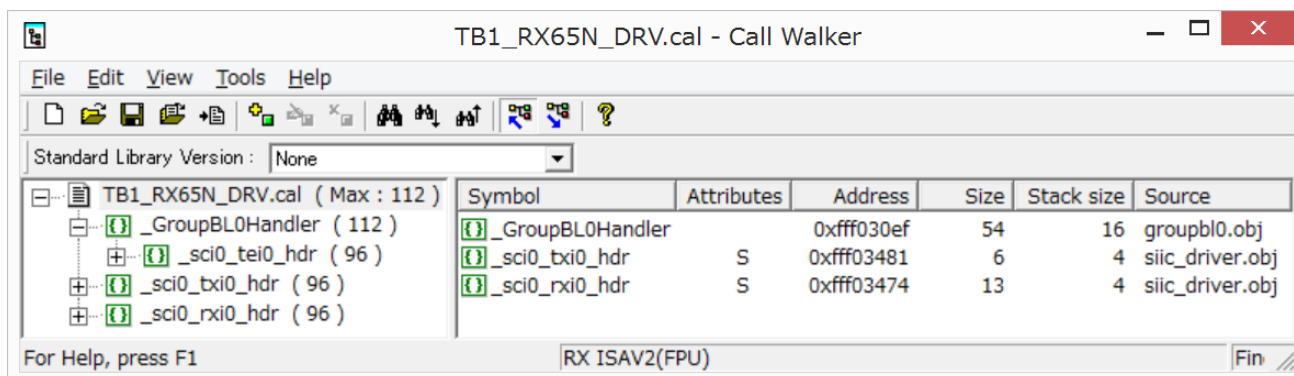 TB1_RX65N_DRV.cal - Call Walker
File Edit View Tools Help
Standard Library Version : None
TB1_RX65N_DRV.cal ( Max : 112 )
_GroupBL0Handler ( 112 )
_sci0_tei0_hdr ( 96 )
_sci0_txi0_hdr ( 96 )
_sci0_rxi0_hdr ( 96 )
Symbol Attributes Address Size Stack size Source
_GroupBL0Handler 0xfff030ef 54 16 groupbl0.obj
_sci0_txi0_hdr S 0xfff03481 6 4 siic_driver.obj
_sci0_rxi0_hdr S 0xfff03474 13 4 siic_driver.obj
For Help, press F1 RX ISAV2(FPU) Fin